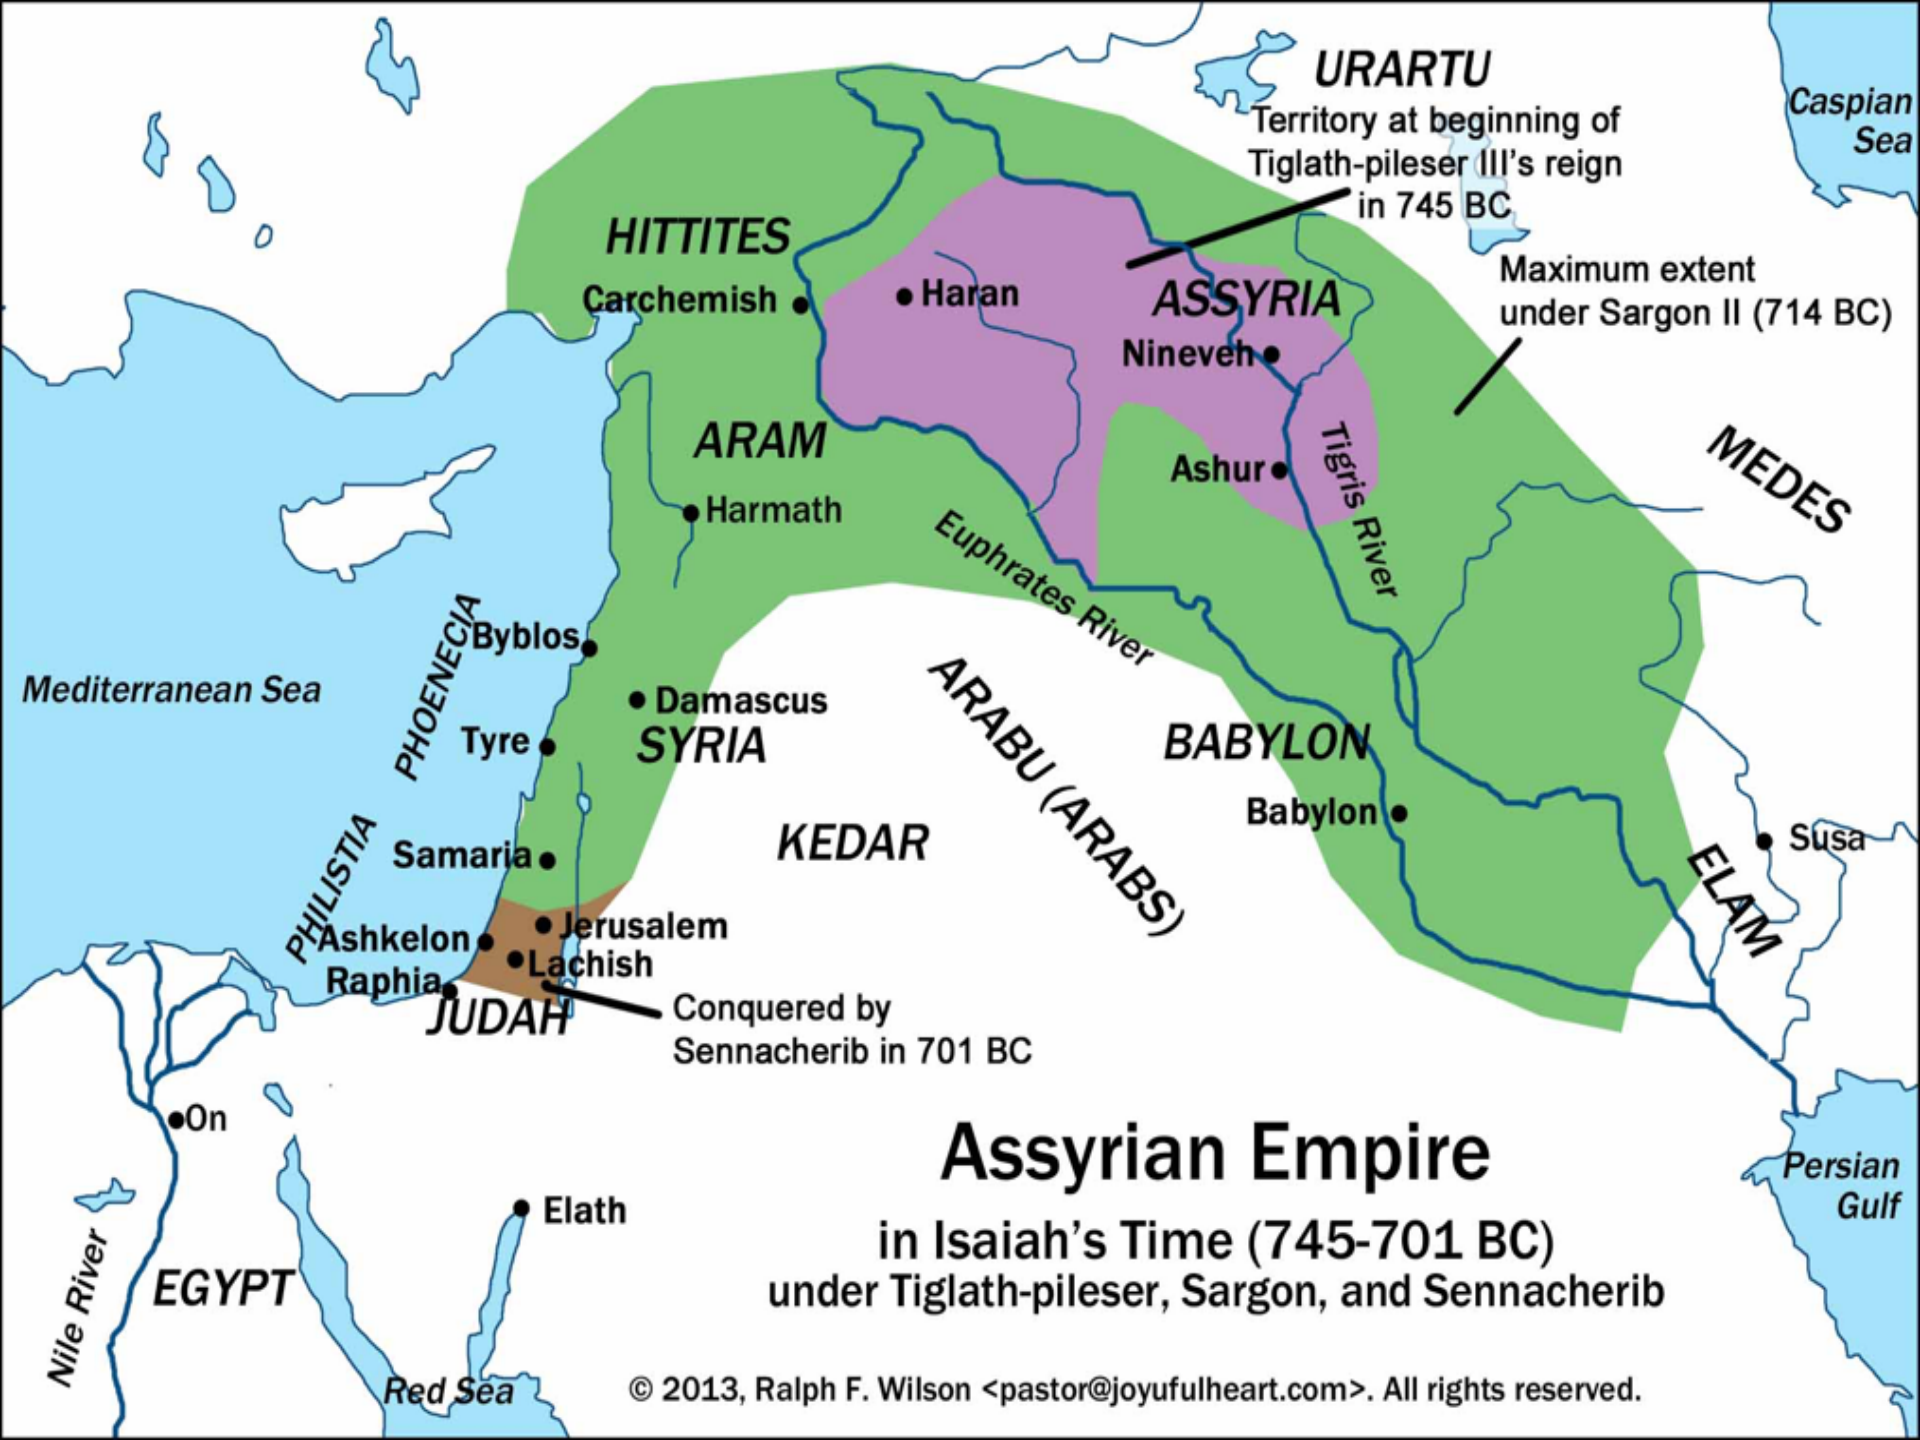 URARTU
Territory at beginning of
Tiglath-pileser III's reign
in 745 BC
Caspian
Sea
Maximum extent
under Sargon II (714 BC)
HITTITES
Carchemish
Haran
ASSYRIA
Nineveh
ARAM
Ashur
Tigris River
MEDES
Harmath
Euphrates River
PHOENECIA
Byblos
Mediterranean Sea
Damascus
SYRIA
Tyre
ARABU (ARABS)
BABYLON
Babylon
KEDAR
Samaria
PHILISTIA
Susa
ELAM
Jerusalem
Ashkelon
Lachish
Raphia
JUDAH
Conquered by
Sennacherib in 701 BC
On
Assyrian Empire
in Isaiah's Time (745-701 BC)
under Tiglath-pileser, Sargon, and Sennacherib
Persian
Gulf
Elath
Nile River
EGYPT
Red Sea
© 2013, Ralph F. Wilson <pastor@joyufulheart.com>. All rights reserved.